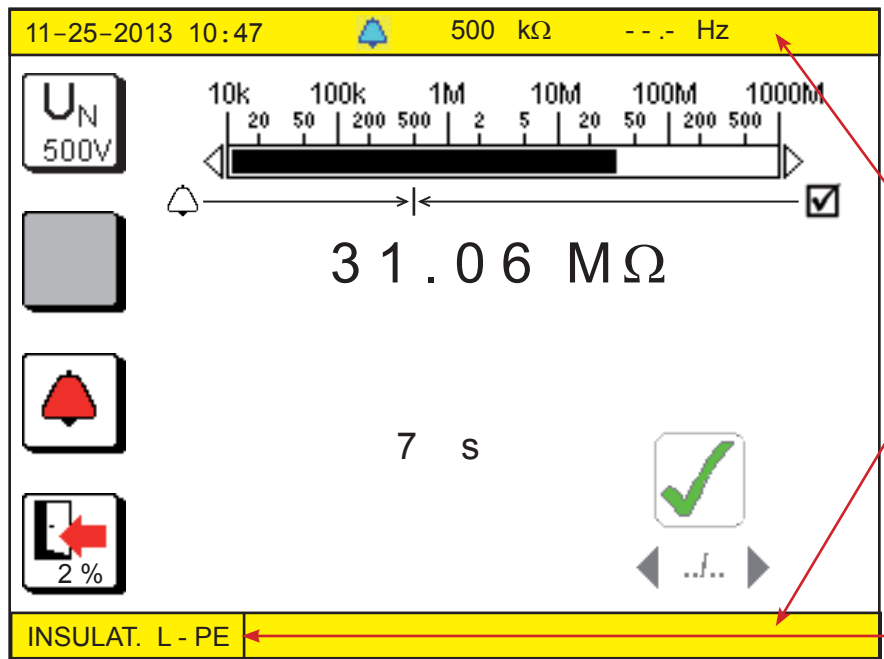 11-25-2013 10:47 500 kΩ - - .- Hz
UN
500V
10k 100k 1M 10M 100M 1000M
20 50 200 500 2 5 20 50 200 500
31.06 MΩ
7 s
2 %
../..
INSULAT. L - PE